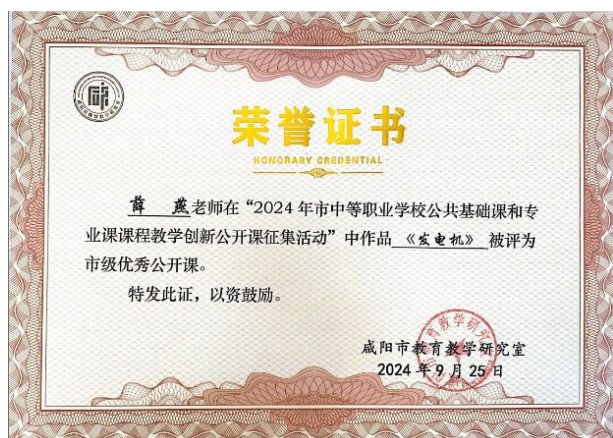 荣誉证书
HONORARY CREDENTIAL
薛 燕老师在“2024年市中等职业学校公共基础课和专
业课课程教学创新公开课征集活动”中作品《发电机》被评为
市级优秀公开课。
特发此证，以资鼓励。
咸阳市教育教学研究室
2024年9月25日